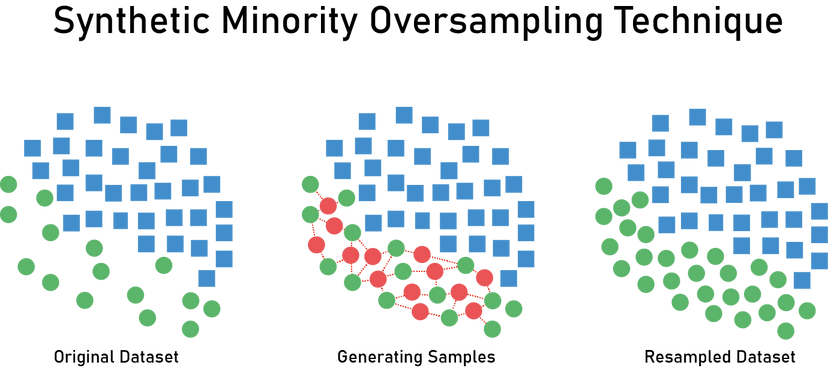 Synthetic Minority Oversampling Technique
Original Dataset
Generating Samples
Resampled Dataset